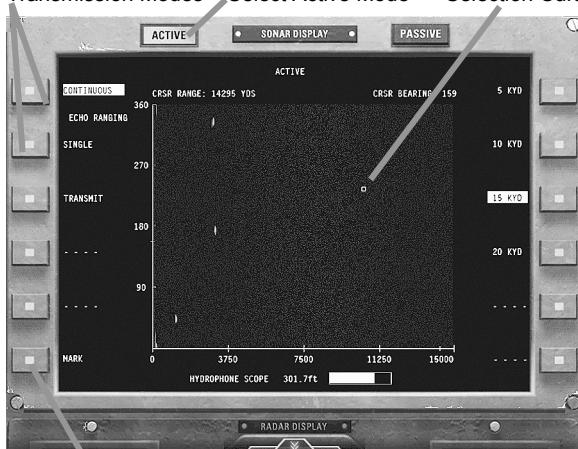 Transmission Modes Select Active Mode Selection
ACTIVE SONAR DISPLAY PASSIVE
ACTIVE
CONTINUOUS CRSR RANGE: 14295 YDS CRSR BEARING: 159 5 KYD
360
ECHO RANGING
SINGLE 10 KYD
270
TRANSMIT 15 KYD
180
- - - - 20 KYD
90
- - - - - - - -
MARK - - - -
0 3750 7500 11250 15000
HYDROPHONE SCOPE 301.7ft
RADAR DISPLAY